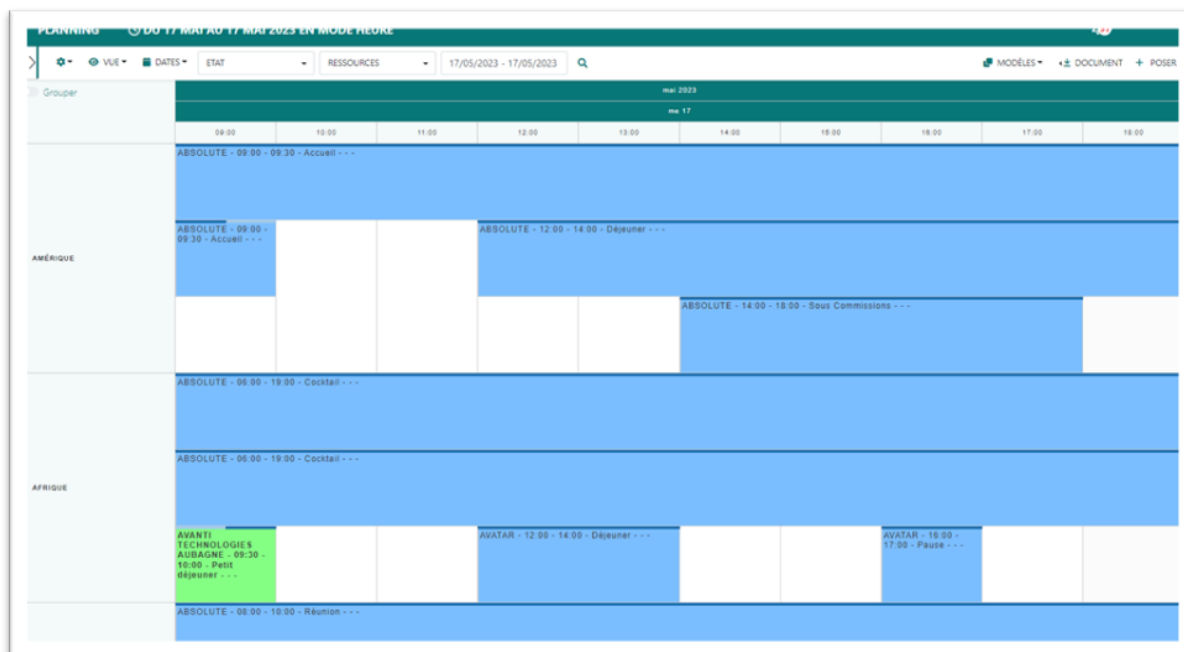 PLANNING DU 17 MAI AU 17 MAI 2023 EN MODE HEURE
VUE DATES ETAT RESSOURCES 17/05/2023 - 17/05/2023 MODÈLES DOCUMENT + POSER
Grouper
mai 2023
me 17
09:00 10:00 11:00 12:00 13:00 14:00 15:00 16:00 17:00 18:00
ABSOLUTE - 09:00 - 09:30 - Accueil - - -
AMÉRIQUE
ABSOLUTE - 09:00 -
09:30 - Accueil - - -
ABSOLUTE - 12:00 - 14:00 - Déjeuner - - -
ABSOLUTE - 14:00 - 18:00 - Sous Commissions - - -
ABSOLUTE - 06:00 - 19:00 - Cocktail - - -
ABSOLUTE - 06:00 - 19:00 - Cocktail - - -
AFRIQUE
AVANTI
TECHNOLOGIES
AUBAGNE - 09:30 -
10:00 - Petit
déjeuner - - -
AVATAR - 12:00 - 14:00 - Déjeuner - - -
AVATAR - 16:00 -
17:00 - Pause - - -
ABSOLUTE - 08:00 - 10:00 - Réunion - - -